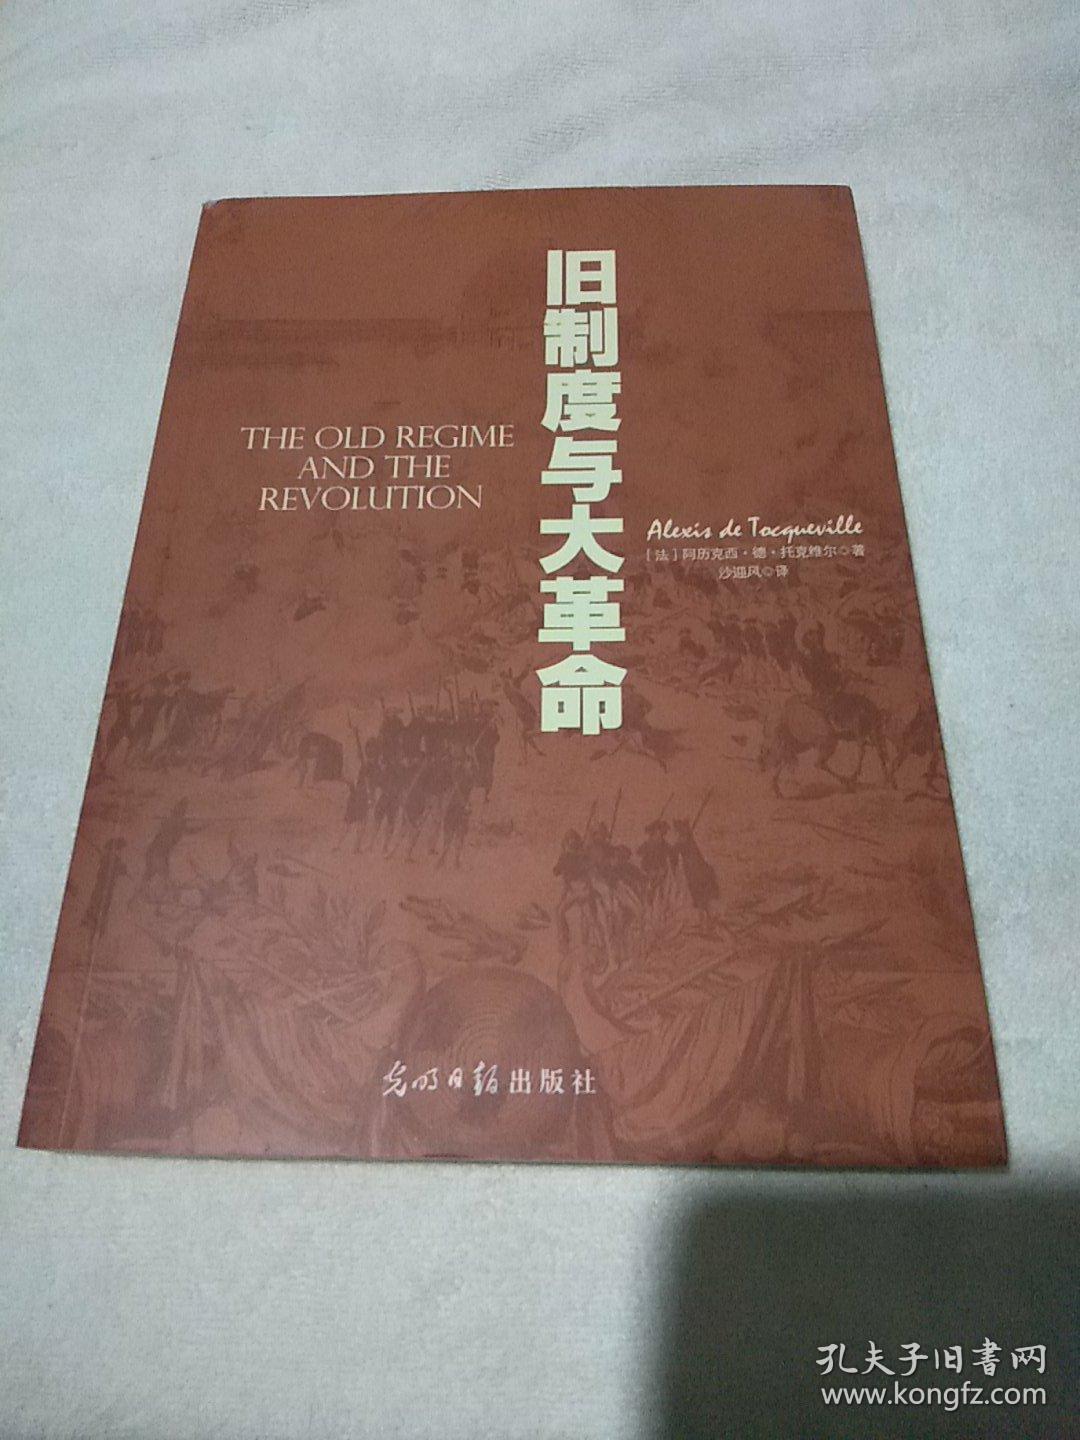 旧制度与大革命
THE OLD REGIME
AND THE
REVOLUTION
Alexis de Tocqueville
[法]阿历克西·德·托克维尔◎著
沙迎风◎译
光明日报出版社
孔夫子旧書网
www.kongfz.com